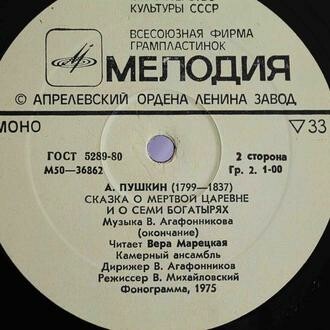 КУЛЬТУРЫ СССР
ВСЕСОЮЗНАЯ ФИРМА
ГРАМПЛАСТИНОК
МЕЛОДИЯ
© АПРЕЛЕВСКИЙ ОРДЕНА ЛЕНИНА ЗАВОД
МОНО ▽33
ГОСТ 5289-80 2 сторона
М50—36862 Гр. 2. 1-00
А. ПУШКИН (1799—1837)
СКАЗКА О МЕРТВОЙ ЦАРЕВНЕ
И О СЕМИ БОГАТЫРЯХ
Музыка В. Агафонникова
(окончание)
Читает Вера Марецкая
Камерный ансамбль
Дирижер В. Агафонников
Режиссер В. Михайловский
Фонограмма, 1975